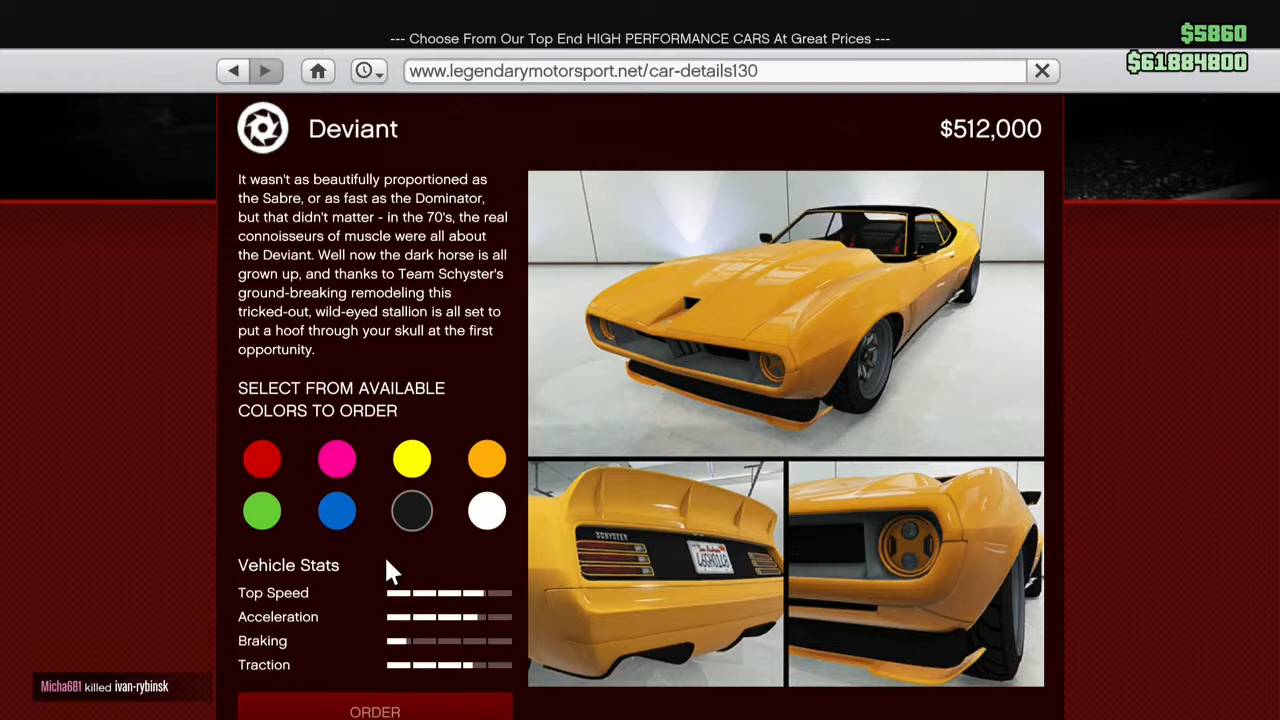 --- Choose From Our Top End HIGH PERFORMANCE CARS At Great Prices ---
$5860
$61884800
www.legendarymotorsport.net/car-details130
Deviant
$512,000
It wasn't as beautifully proportioned as
the Sabre, or as fast as the Dominator,
but that didn't matter - in the 70's, the real
connoisseurs of muscle were all about
the Deviant. Well now the dark horse is all
grown up, and thanks to Team Schyster's
ground-breaking remodeling this
tricked-out, wild-eyed stallion is all set to
put a hoof through your skull at the first
opportunity.
SELECT FROM AVAILABLE
COLORS TO ORDER
SCHYSTER
Vehicle Stats
Top Speed
Acceleration
Braking
Traction
Micha681 killed ivan-rybinsk
ORDER